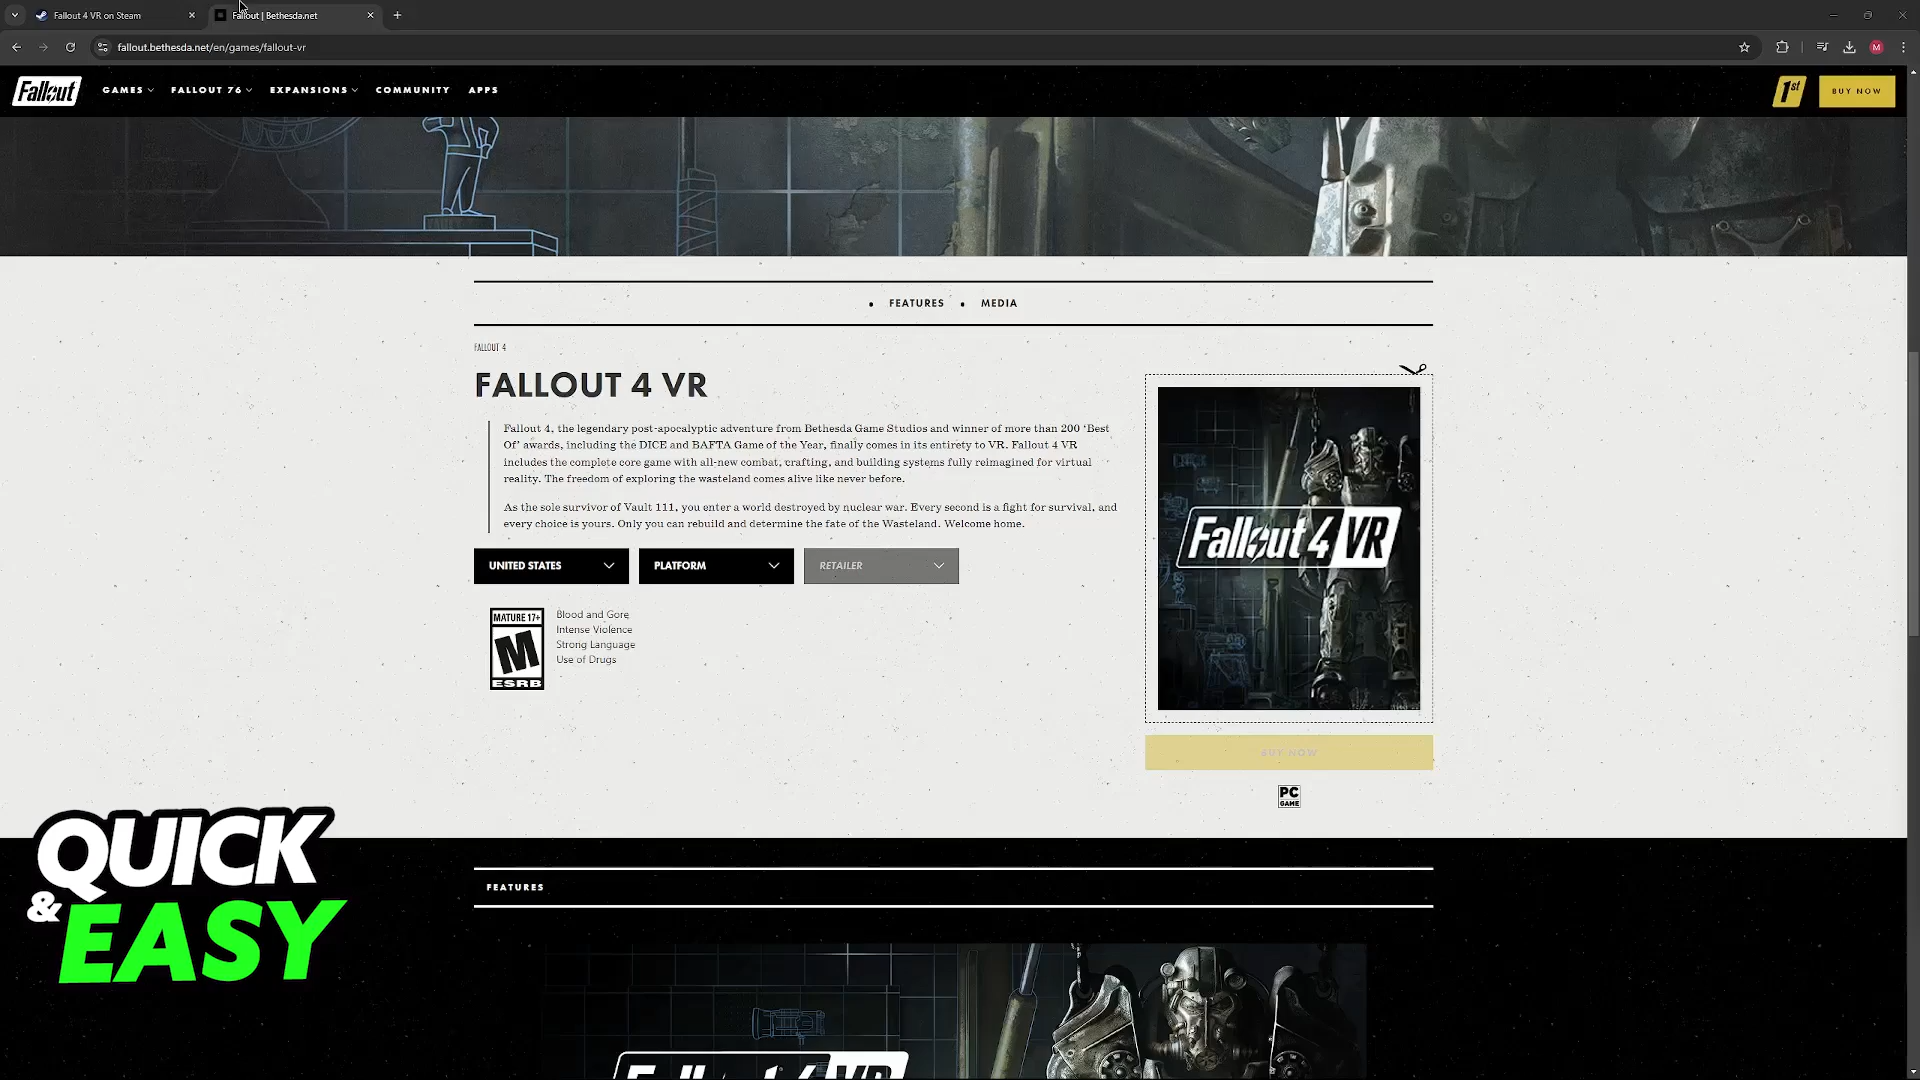 Fallout 4 VR on Steam
Fallout | Bethesda.net
fallout.bethesda.net/en/games/fallout-vr
M
Fallout
GAMES
FALLOUT 76
EXPANSIONS
COMMUNITY
APPS
1st
BUY NOW
• FEATURES • MEDIA
FALLOUT 4
FALLOUT 4 VR
Fallout 4, the legendary post-apocalyptic adventure from Bethesda Game Studios and winner of more than 200 ‘Best
Of’ awards, including the DICE and BAFTA Game of the Year, finally comes in its entirety to VR. Fallout 4 VR
includes the complete core game with all-new combat, crafting, and building systems fully reimagined for virtual
reality. The freedom of exploring the wasteland comes alive like never before.
As the sole survivor of Vault 111, you enter a world destroyed by nuclear war. Every second is a fight for survival, and
every choice is yours. Only you can rebuild and determine the fate of the Wasteland. Welcome home.
UNITED STATES
PLATFORM
RETAILER
MATURE 17+
M
ESRB
Blood and Gore
Intense Violence
Strong Language
Use of Drugs
Fallout 4 VR
BUY NOW
PC
GAME
QUICK
& EASY
FEATURES
Fallout 4 VR